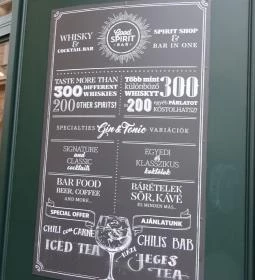 WHISKY
&
COCKTAIL BAR
Good
SPIRIT
BAR
SPIRIT SHOP
&
BAR IN ONE
TASTE MORE THAN
300 DIFFERENT
WHISKIES
200 OTHER SPIRITS!
Több mint
különböző 300
WHISKYT?
200 egyéb PÁRLATOT
KÓSTOLHATSZ!
SPECIALTIES Gin & Tonic VARIÁCIÓK
SIGNATURE
and
CLASSIC
cocktails
EGYEDI
és
KLASSZIKUS
koktélok
BAR FOOD
BEER, COFFEE
AND MORE...
BÁRÉTELEK
SÖR, KÁVÉ
ÉS MINDEN MÁS...
SPECIAL OFFER
AJÁNLATUNK
CHILI con CARNE
ICED TEA
CHILIS BAB
HÁZI
JEGES
TEA